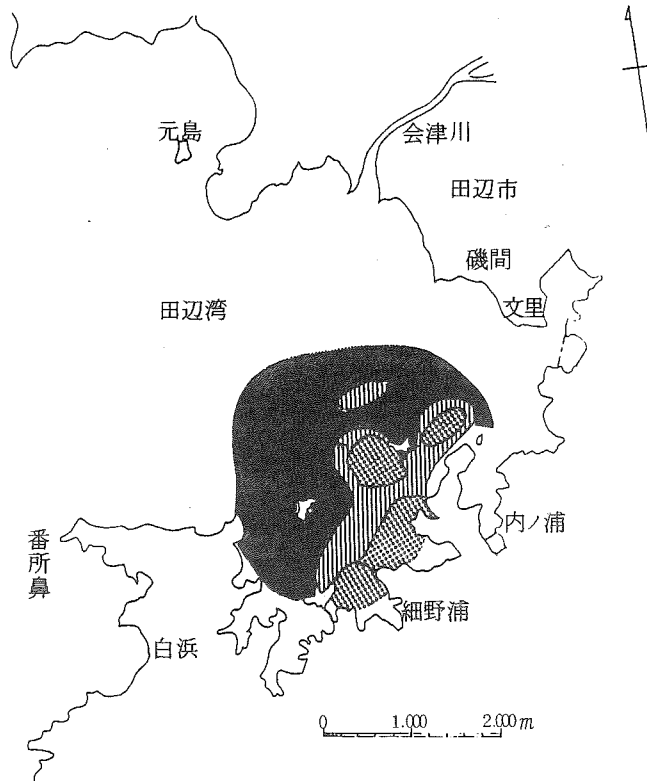 元島
会津川
田辺市
磯間
文里
田辺湾
内ノ浦
番所鼻
細野浦
白浜
0 1.000 2.000m